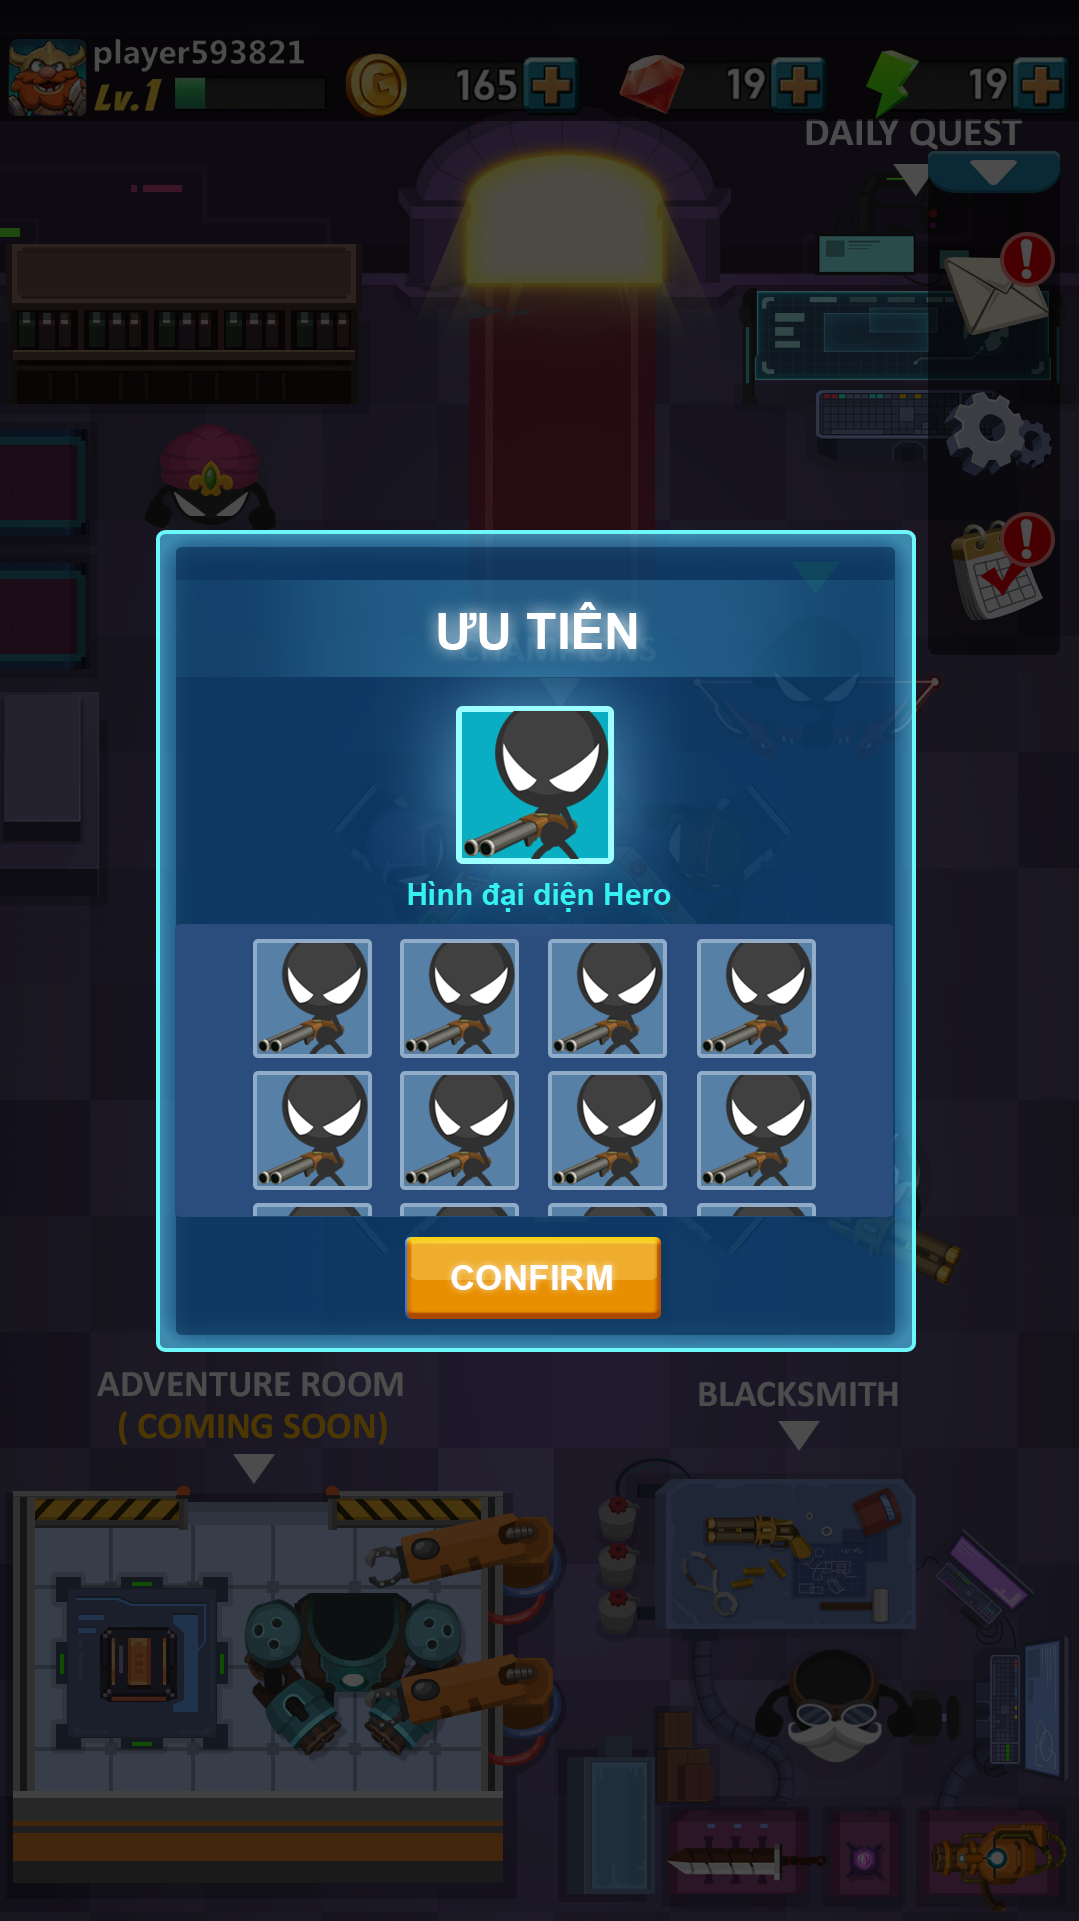 player593821
Lv.1
165
19
19
DAILY QUEST
ƯU TIÊN
CHAMPIONS
Hình đại diện Hero
CONFIRM
ADVENTURE ROOM
( COMING SOON)
BLACKSMITH